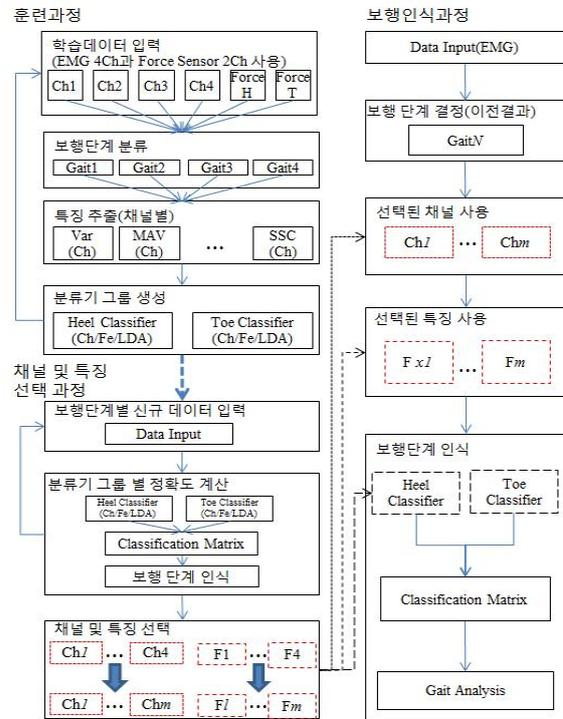 훈련과정
학습데이터 입력
(EMG 4Ch과 Force Sensor 2Ch 사용)
Ch1 Ch2 Ch3 Ch4 Force H Force T
보행단계 분류
Gait1 Gait2 Gait3 Gait4
특징 추출(채널별)
Var (Ch) MAV (Ch) ... SSC (Ch)
분류기 그룹 생성
Heel Classifier (Ch/Fe/LDA) Toe Classifier (Ch/Fe/LDA)
채널 및 특징
선택 과정
보행단계별 신규 데이터 입력
Data Input
분류기 그룹 별 정확도 계산
Heel Classifier (Ch/Fe/LDA) Toe Classifier (Ch/Fe/LDA)
Classification Matrix
보행 단계 인식
채널 및 특징 선택
Ch1 ... Ch4 F1 ... F4
Ch1 ... Chm Fl ... Fm
보행인식과정
Data Input(EMG)
보행 단계 결정(이전결과)
GaitN
선택된 채널 사용
Ch1 ... Chm
선택된 특징 사용
F x1 ... Fm
보행단계 인식
Heel Classifier Toe Classifier
Classification Matrix
Gait Analysis